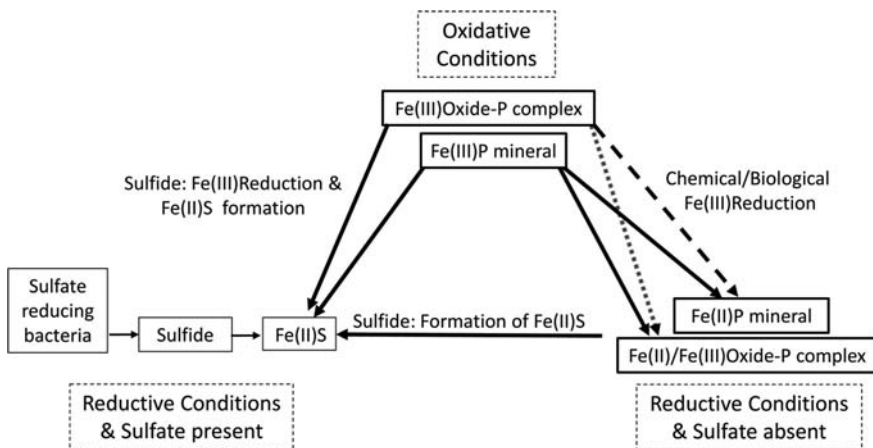 Oxidative
Conditions
Fe(III)Oxide-P complex
Fe(III)P mineral
Sulfide: Fe(III)Reduction &
Fe(II)S formation
Chemical/Biological
Fe(III)Reduction
Sulfate
reducing
bacteria
Sulfide
Fe(II)S
Sulfide: Formation of Fe(II)S
Fe(II)P mineral
Fe(II)/Fe(III)Oxide-P complex
Reductive Conditions
& Sulfate present
Reductive Conditions
& Sulfate absent